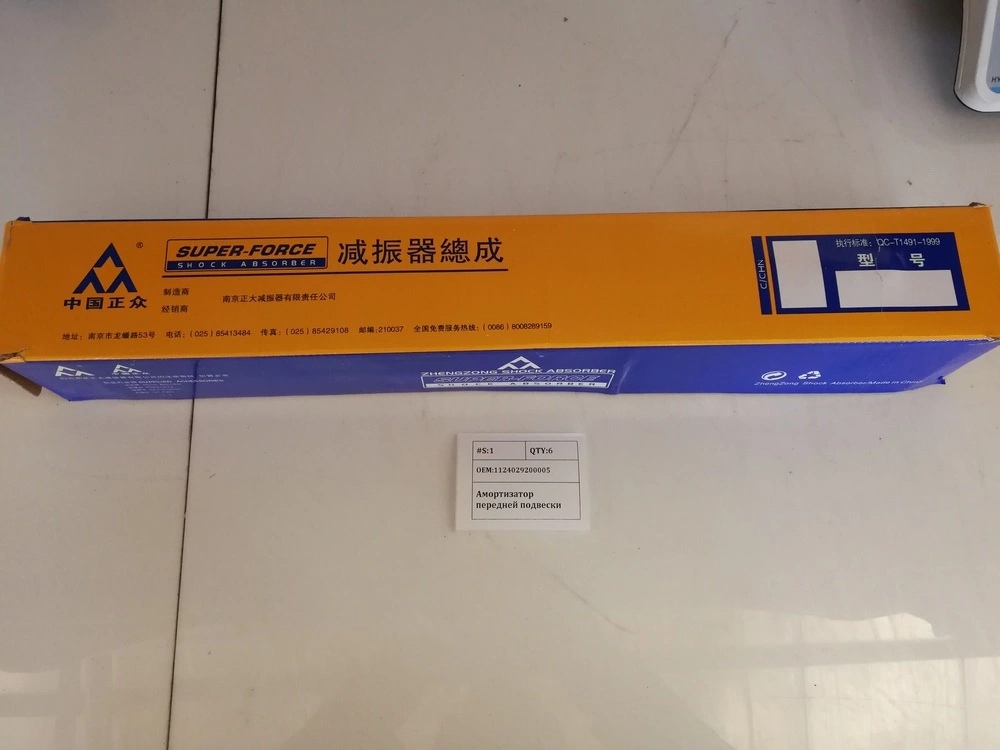 ®
中国正众
SUPER-FORCE
SHOCK ABSORBER
减振器總成
制造商
经销商
南京正大减振器有限责任公司
地址：南京市龙蟠路53号 电话：（025）85413484 传真：（025）85429108 邮编：210037 全国免费服务热线：（0086）8008289159
C/CHN
执行标准：QC-T1491-1999
型 号
ZHENGZONG SHOCK ABSORBER
SHOCK ABSORBER
ZhengZong Shock Absorber/Made in China
#S:1 QTY:6
OEM:1124029200005
Амортизатор
передней подвески